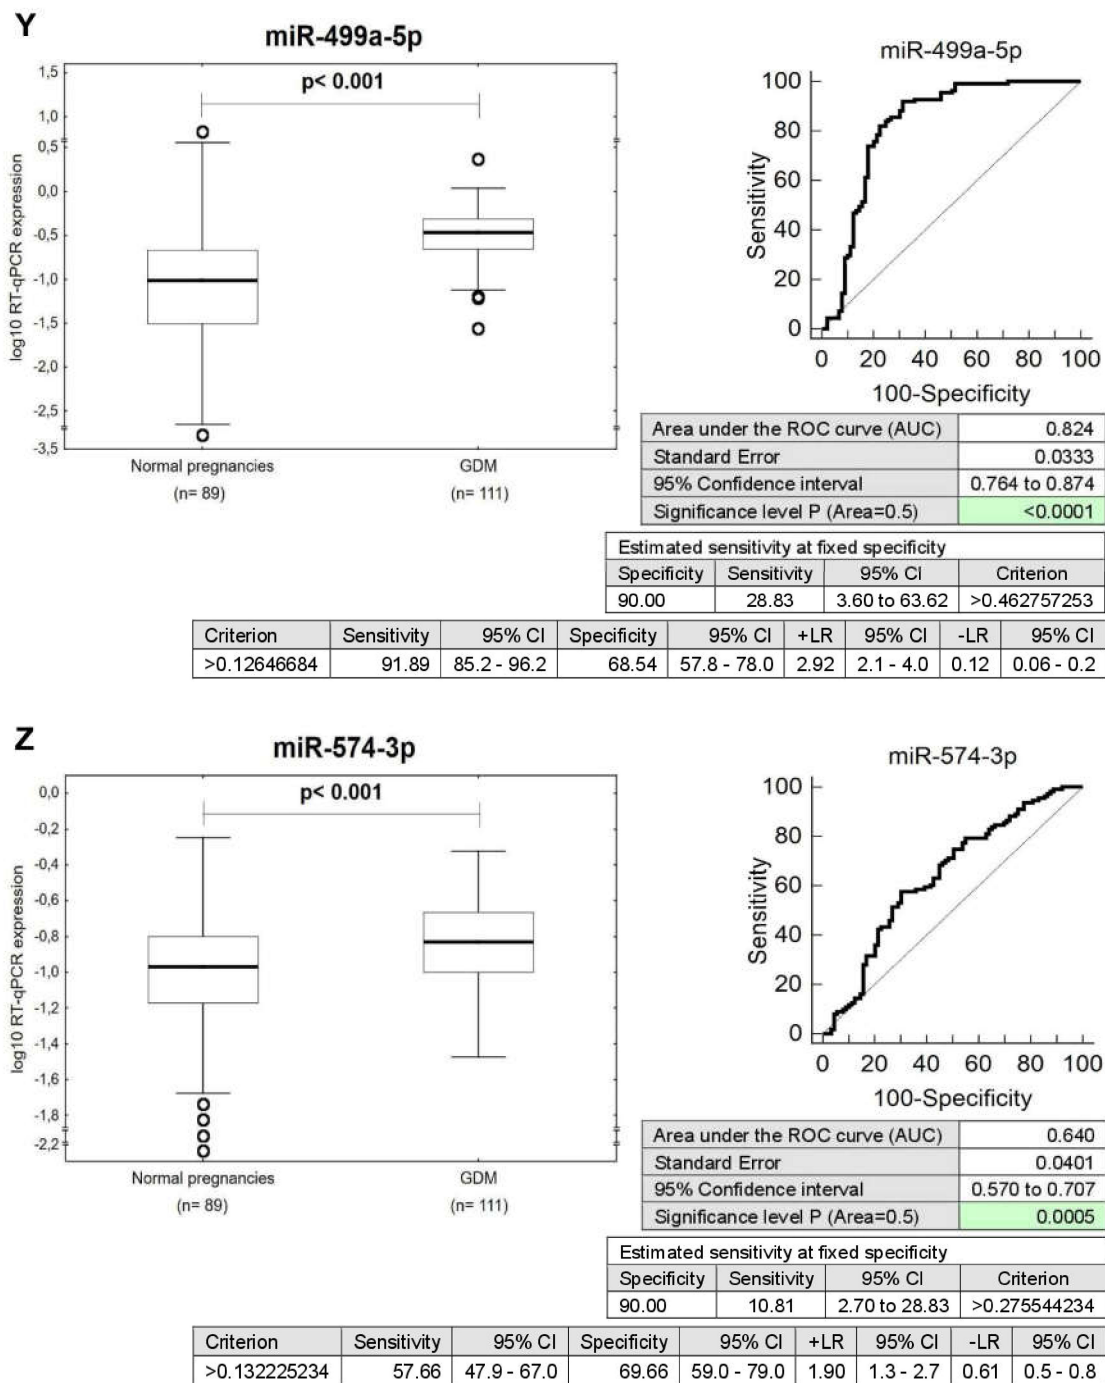 Y
miR-499a-5p
p< 0.001
log10 RT-qPCR expression
1,5
1,0
0,5
0,0
-0,5
-1,0
-1,5
-2,0
-2,5
-3,5
Normal pregnancies
(n= 89)
GDM
(n= 111)
miR-499a-5p
Sensitivity
100
80
60
40
20
0
0 20 40 60 80 100
100-Specificity
Area under the ROC curve (AUC) 0.824
Standard Error 0.0333
95% Confidence interval 0.764 to 0.874
Significance level P (Area=0.5) <0.0001
Estimated sensitivity at fixed specificity
Specificity Sensitivity 95% CI Criterion
90.00 28.83 3.60 to 63.62 >0.462757253
Criterion Sensitivity 95% CI Specificity 95% CI +LR 95% CI -LR 95% CI
>0.12646684 91.89 85.2 - 96.2 68.54 57.8 - 78.0 2.92 2.1 - 4.0 0.12 0.06 - 0.2
Z
miR-574-3p
p< 0.001
log10 RT-qPCR expression
0,0
-0,2
-0,4
-0,6
-0,8
-1,0
-1,2
-1,4
-1,6
-1,8
-2,2
Normal pregnancies
(n= 89)
GDM
(n= 111)
miR-574-3p
Sensitivity
100
80
60
40
20
0
0 20 40 60 80 100
100-Specificity
Area under the ROC curve (AUC) 0.640
Standard Error 0.0401
95% Confidence interval 0.570 to 0.707
Significance level P (Area=0.5) 0.0005
Estimated sensitivity at fixed specificity
Specificity Sensitivity 95% CI Criterion
90.00 10.81 2.70 to 28.83 >0.275544234
Criterion Sensitivity 95% CI Specificity 95% CI +LR 95% CI -LR 95% CI
>0.132225234 57.66 47.9 - 67.0 69.66 59.0 - 79.0 1.90 1.3 - 2.7 0.61 0.5 - 0.8